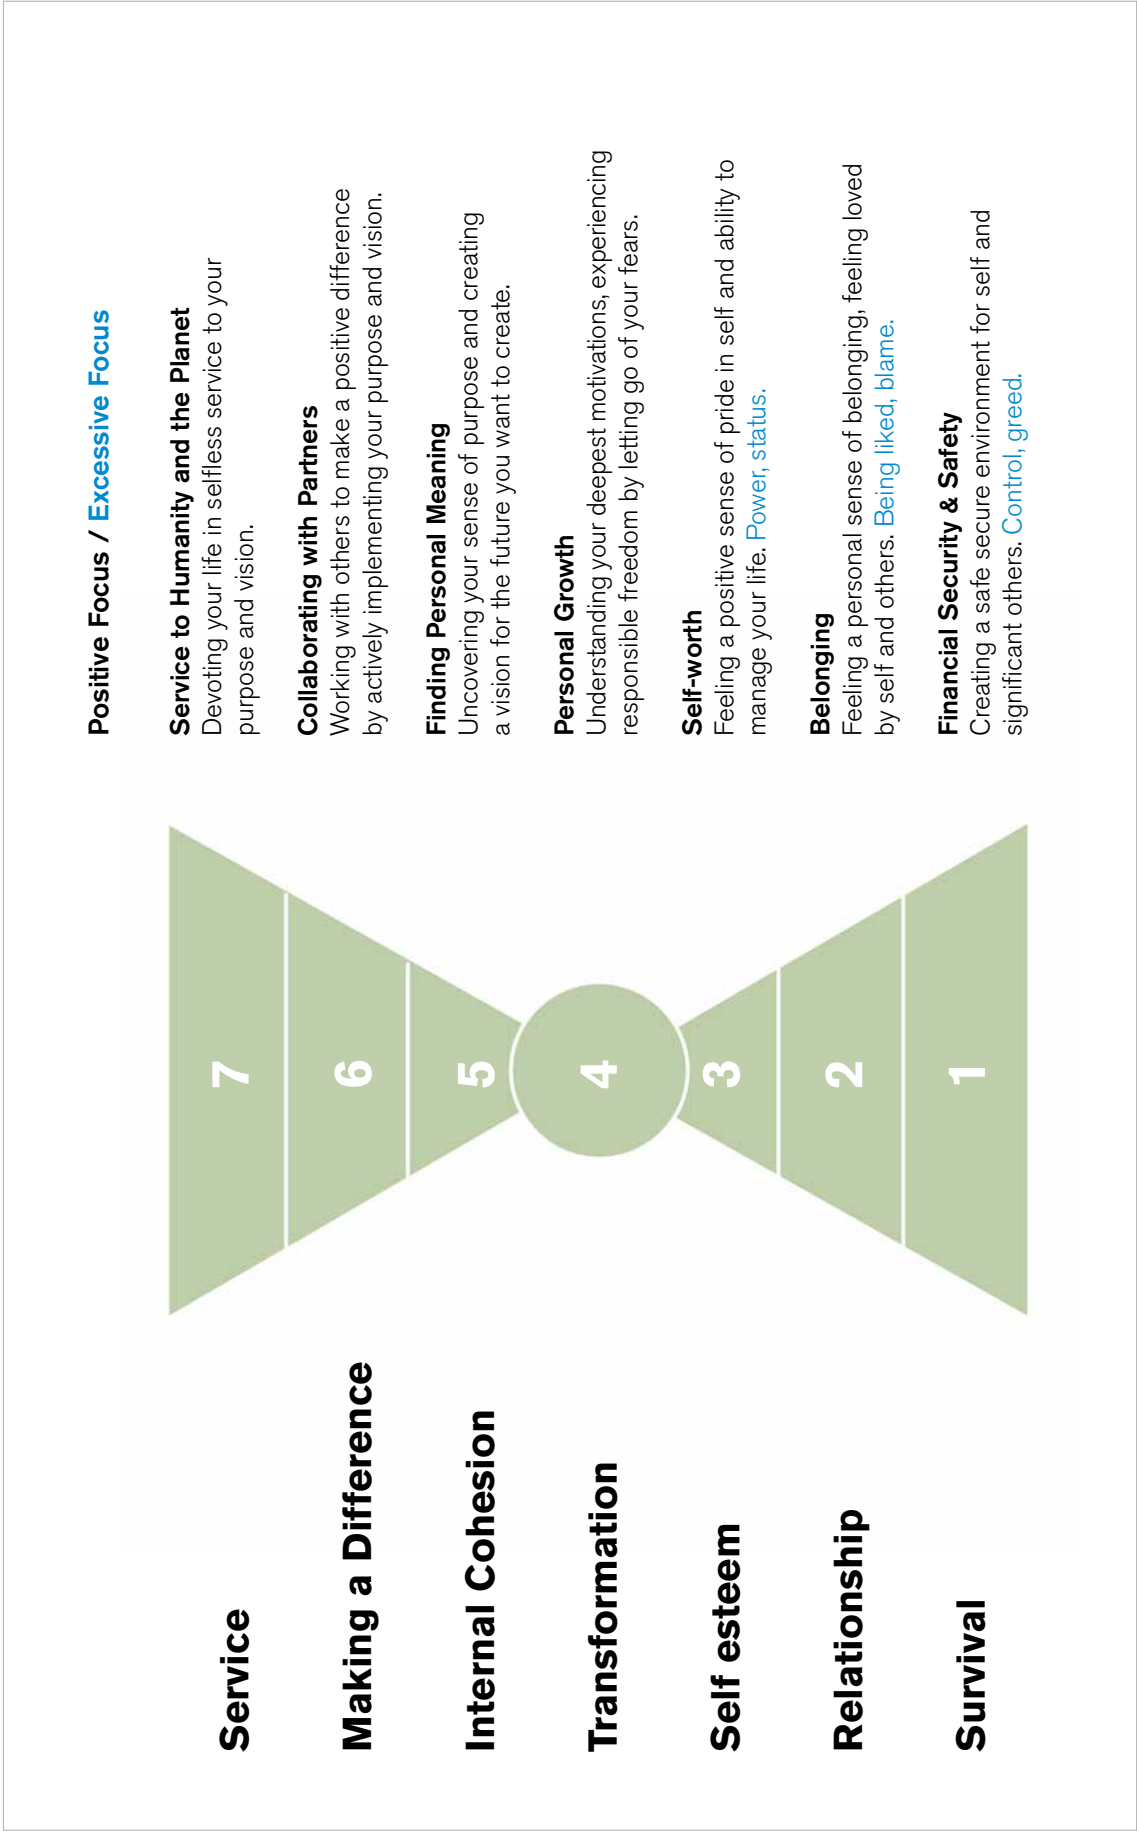 Positive Focus / Excessive Focus
Service
7
Service to Humanity and the Planet
Devoting your life in selfless service to your
purpose and vision.
Making a Difference
6
Collaborating with Partners
Working with others to make a positive difference
by actively implementing your purpose and vision.
Internal Cohesion
5
Finding Personal Meaning
Uncovering your sense of purpose and creating
a vision for the future you want to create.
Transformation
4
Personal Growth
Understanding your deepest motivations, experiencing
responsible freedom by letting go of your fears.
Self esteem
3
Self-worth
Feeling a positive sense of pride in self and ability to
manage your life. Power, status.
Relationship
2
Belonging
Feeling a personal sense of belonging, feeling loved
by self and others. Being liked, blame.
Survival
1
Financial Security & Safety
Creating a safe secure environment for self and
significant others. Control, greed.